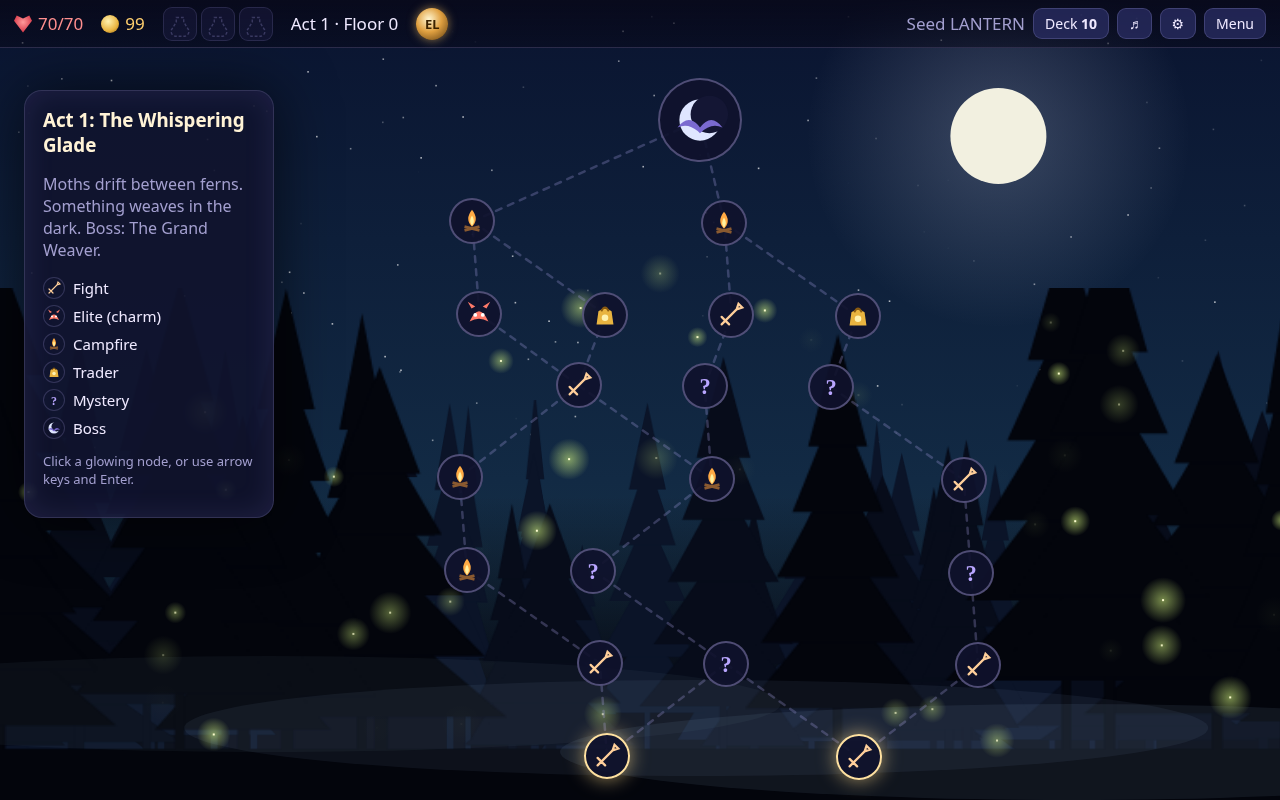 70/70 99 Act 1 · Floor 0 EL Seed LANTERN Deck 10 Menu
Act 1: The Whispering
Glade
Moths drift between ferns.
Something weaves in the
dark. Boss: The Grand
Weaver.
Fight
Elite (charm)
Campfire
Trader
? Mystery
Boss
Click a glowing node, or use arrow
keys and Enter.
? ?
? ?
?